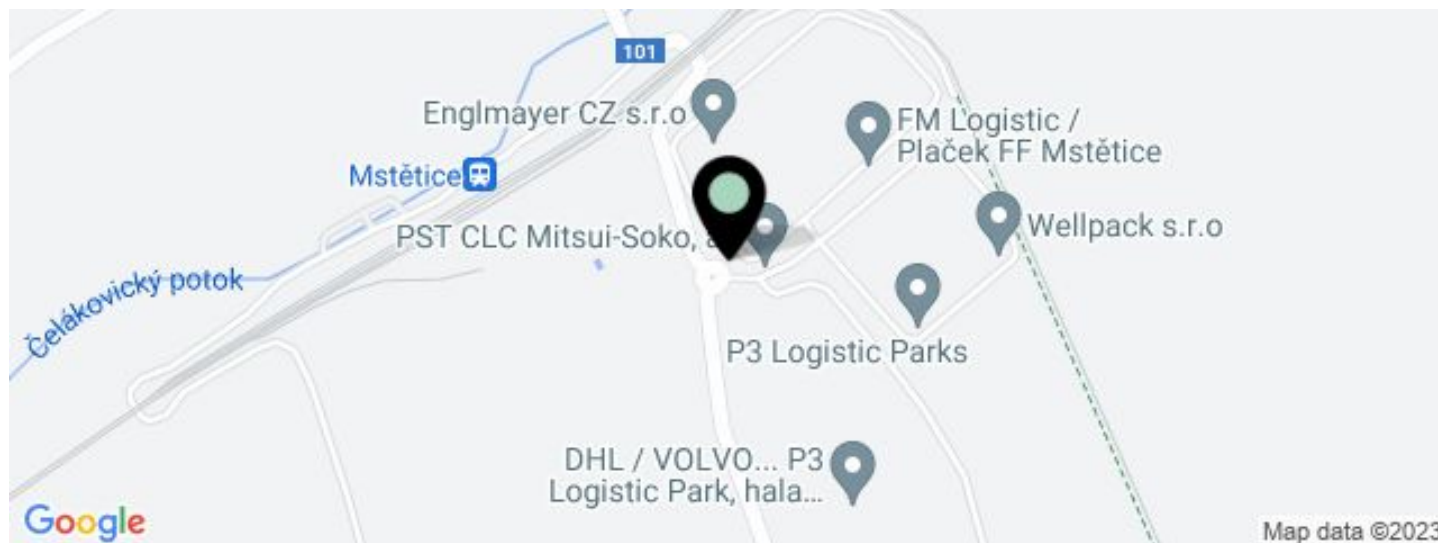 101
Englmayer CZ s.r.o
FM Logistic /
Plaček FF Mstětice
Mstětice
PST CLC Mitsui-Soko, a
Wellpack s.r.o
Čelákovický potok
P3 Logistic Parks
DHL / VOLVO... P3
Logistic Park, hala...
Google
Map data ©2023